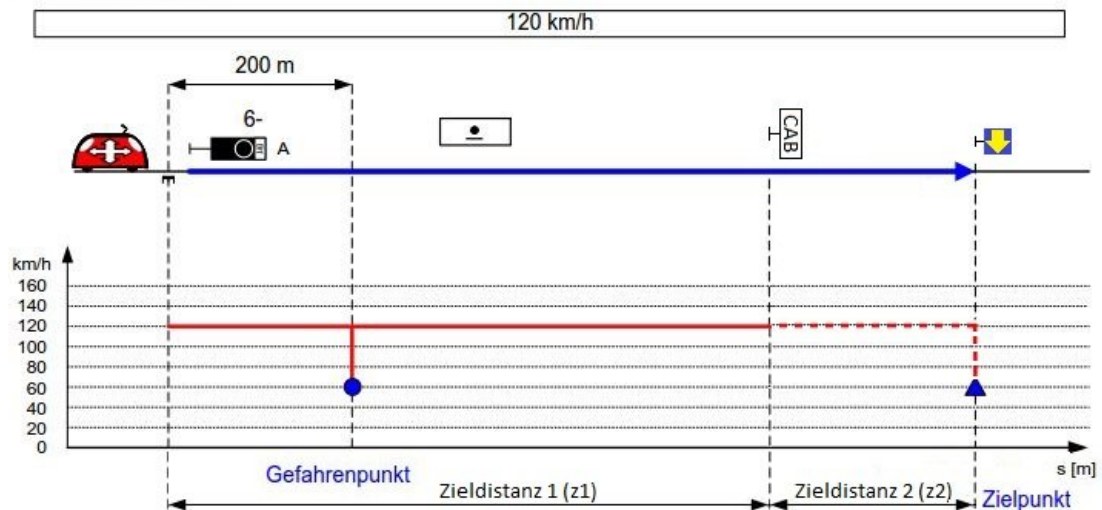 120 km/h
200 m
6-
A
CAB
km/h
160
140
120
100
80
60
40
20
0
s [m]
Gefahrenpunkt
Zieldistanz 1 (z1)
Zieldistanz 2 (z2)
Zielpunkt